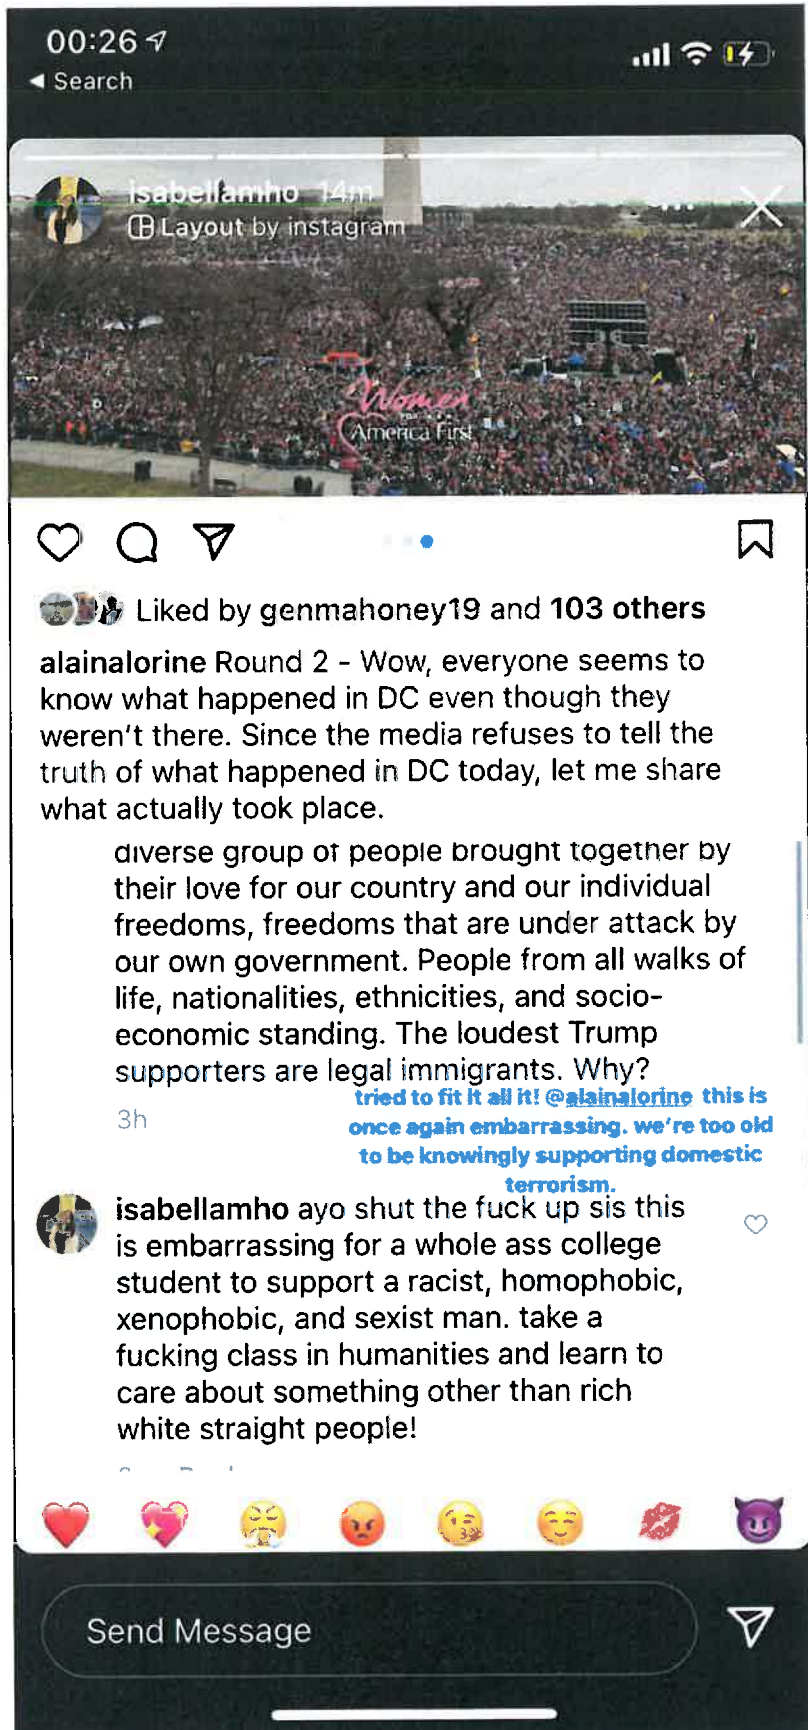 00:26
◀ Search
isabellamho 14m
Layout by instagram
Women
FOR
America First
Liked by genmahoney19 and 103 others
alainalorine Round 2 - Wow, everyone seems to
know what happened in DC even though they
weren't there. Since the media refuses to tell the
truth of what happened in DC today, let me share
what actually took place.
diverse group of people brought together by
their love for our country and our individual
freedoms, freedoms that are under attack by
our own government. People from all walks of
life, nationalities, ethnicities, and socio-
economic standing. The loudest Trump
supporters are legal immigrants. Why?
3h
tried to fit it all it! @alainalorine this is
once again embarrassing. we're too old
to be knowingly supporting domestic
terrorism.
isabellamho ayo shut the fuck up sis this
is embarrassing for a whole ass college
student to support a racist, homophobic,
xenophobic, and sexist man. take a
fucking class in humanities and learn to
care about something other than rich
white straight people!
Send Message